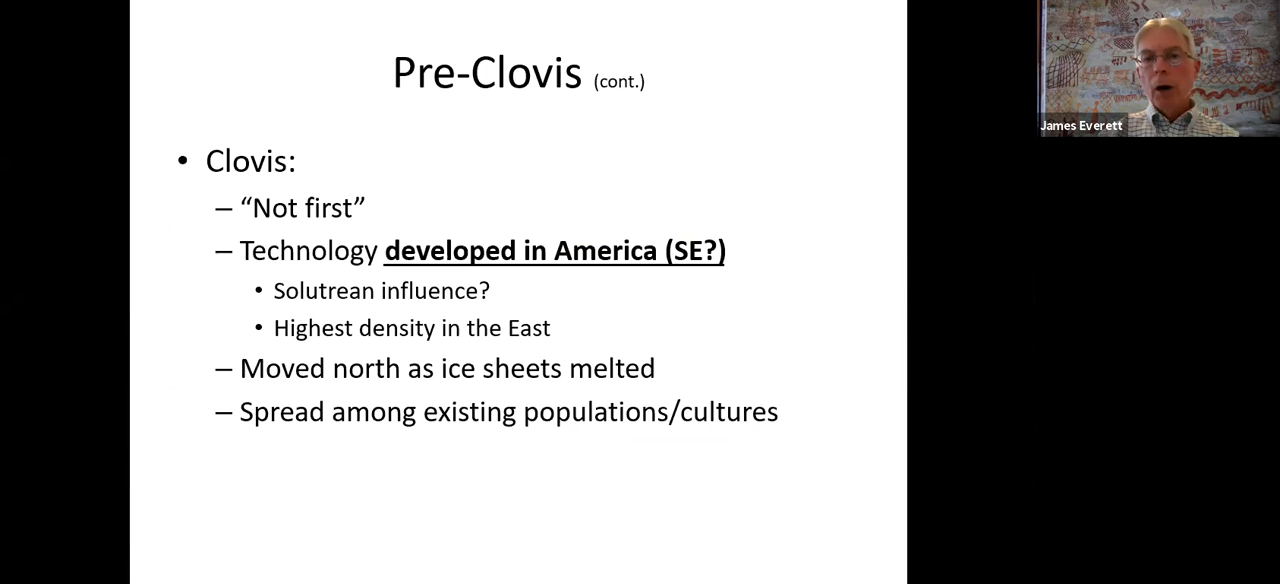 Pre-Clovis (cont.)
James Everett
• Clovis:
– “Not first”
– Technology developed in America (SE?)
• Solutrean influence?
• Highest density in the East
– Moved north as ice sheets melted
– Spread among existing populations/cultures